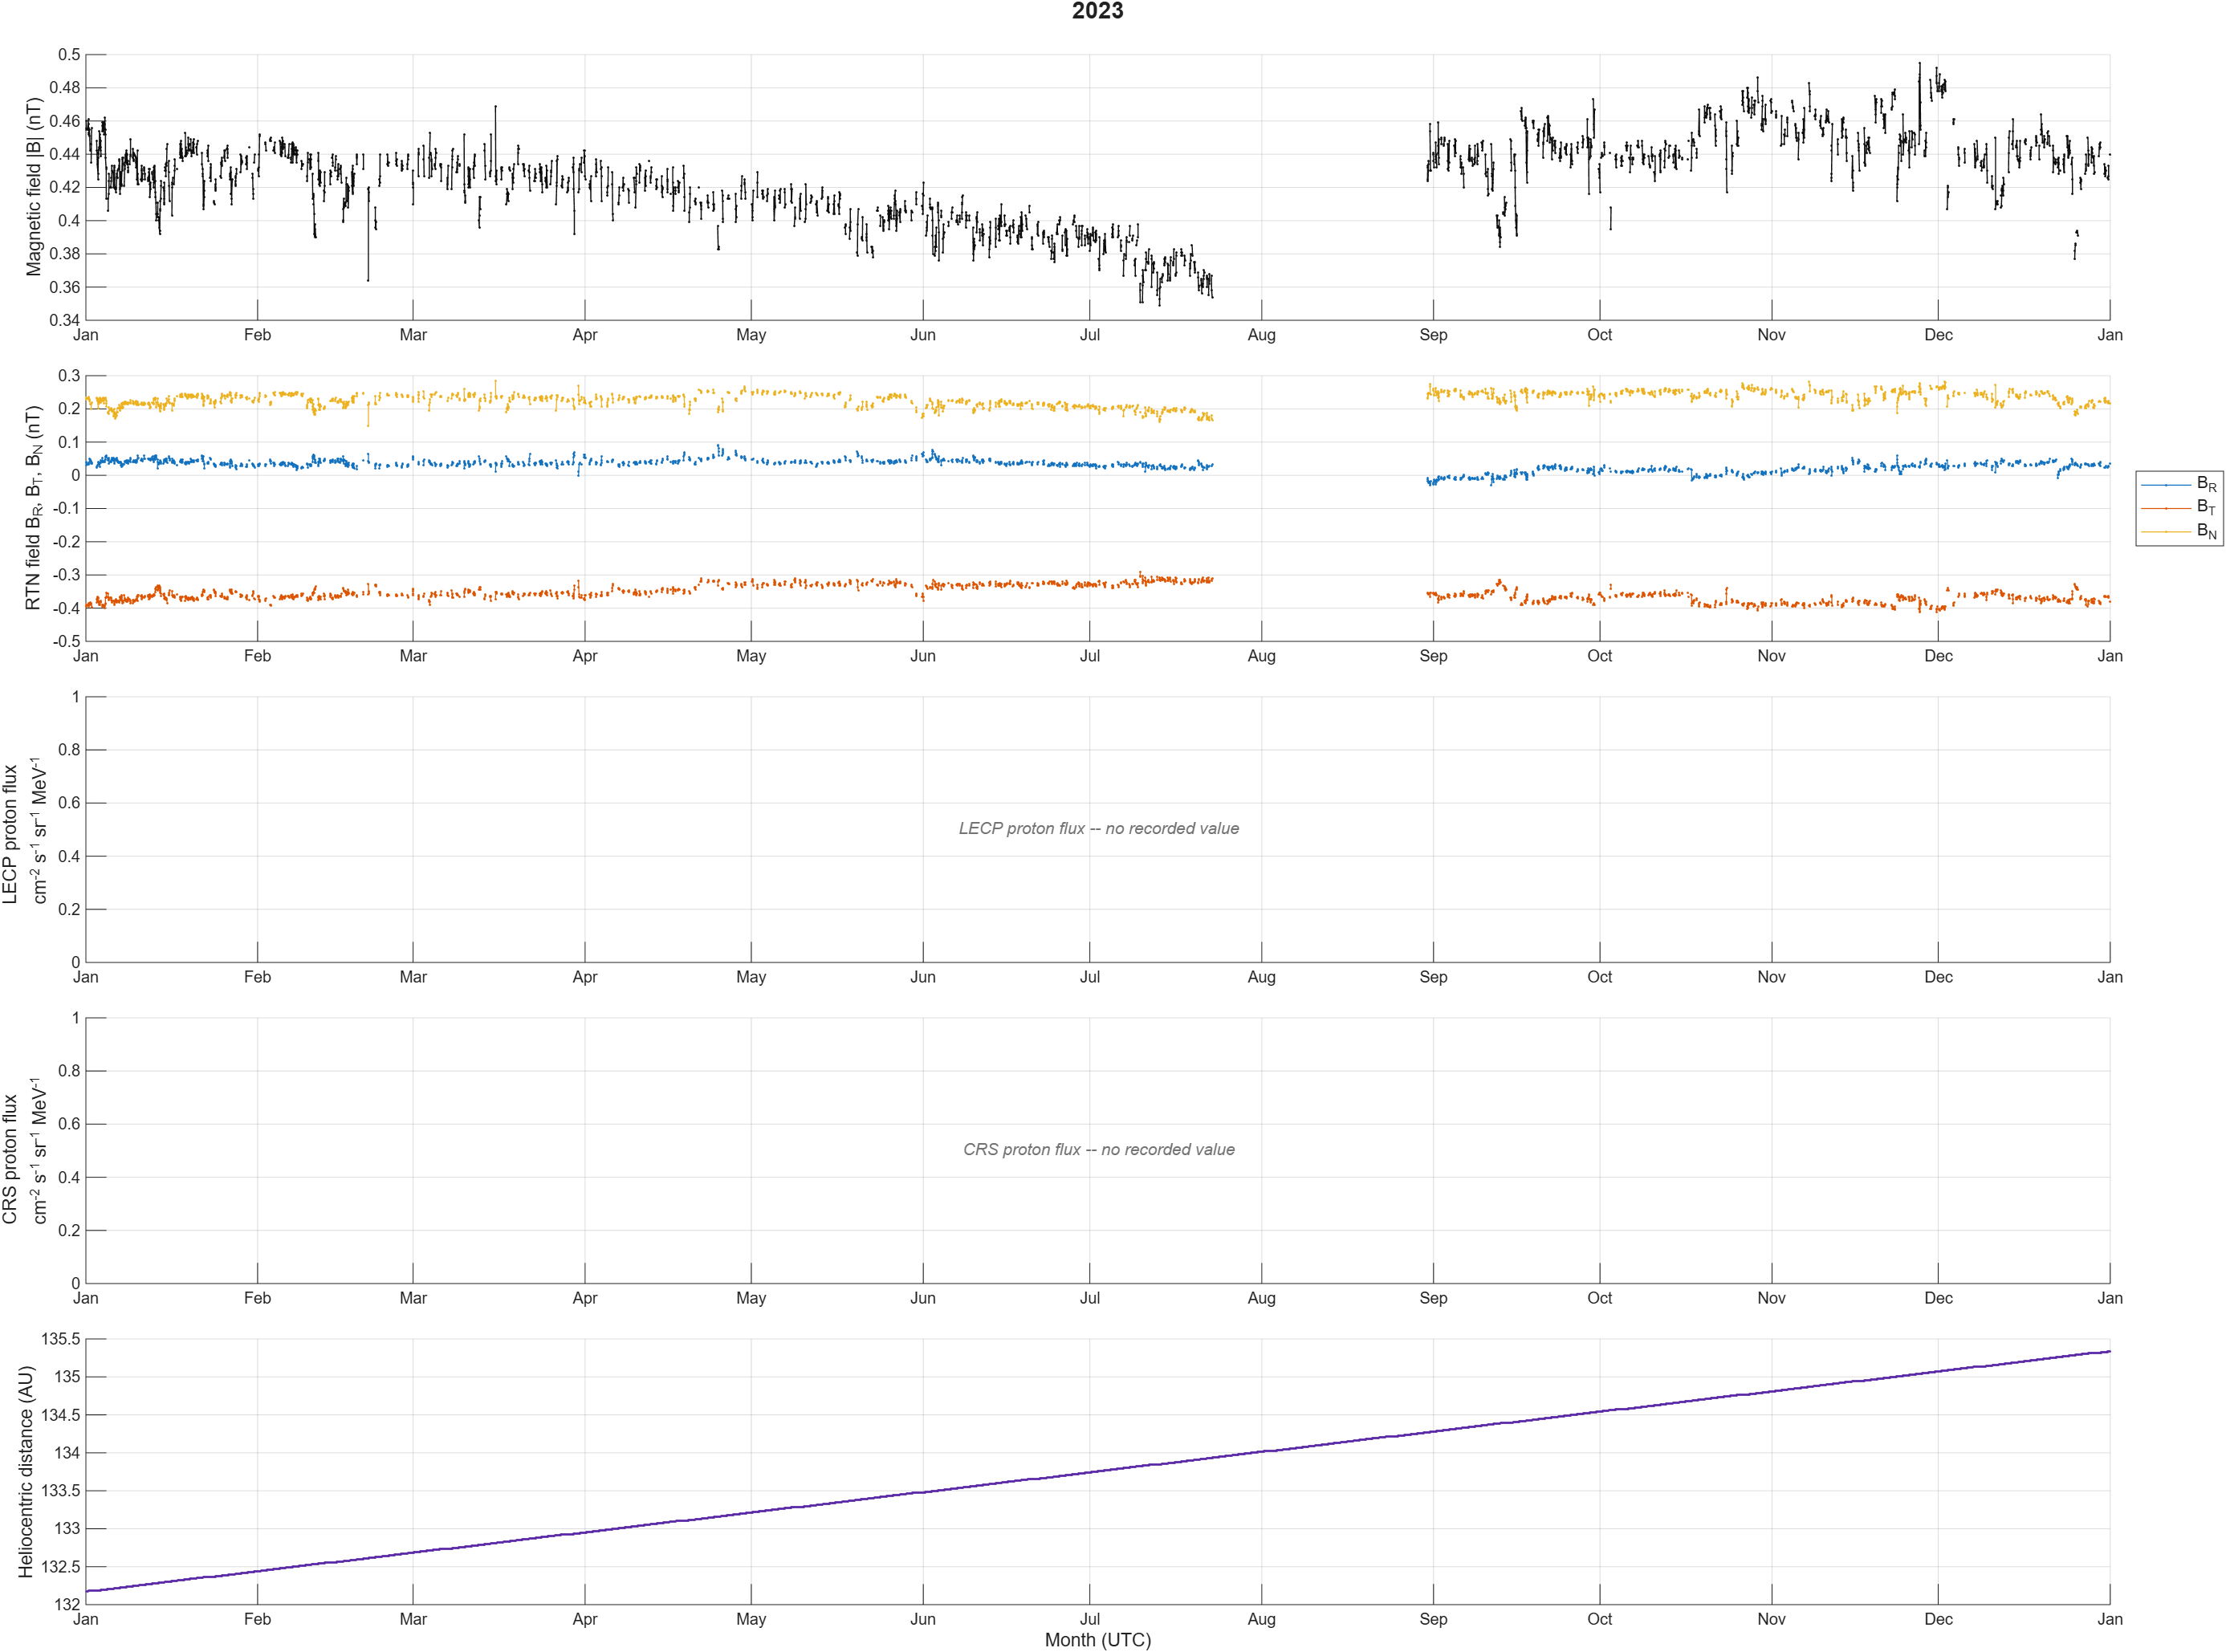 2023
0.5
0.48
0.46
0.44
0.42
0.4
0.38
0.36
0.34
Magnetic field |B| (nT)
Jan Feb Mar Apr May Jun Jul Aug Sep Oct Nov Dec Jan
0.3
0.2
0.1
0
-0.1
-0.2
-0.3
-0.4
-0.5
RTN field B_R, B_T, B_N (nT)
Jan Feb Mar Apr May Jun Jul Aug Sep Oct Nov Dec Jan
B_R
B_T
B_N
1
0.8
0.6
0.4
0.2
0
LECP proton flux
cm⁻² s⁻¹ sr⁻¹ MeV⁻¹
LECP proton flux -- no recorded value
Jan Feb Mar Apr May Jun Jul Aug Sep Oct Nov Dec Jan
1
0.8
0.6
0.4
0.2
0
CRS proton flux
cm⁻² s⁻¹ sr⁻¹ MeV⁻¹
CRS proton flux -- no recorded value
Jan Feb Mar Apr May Jun Jul Aug Sep Oct Nov Dec Jan
135.5
135
134.5
134
133.5
133
132.5
132
Heliocentric distance (AU)
Jan Feb Mar Apr May Jun Jul Aug Sep Oct Nov Dec Jan
Month (UTC)